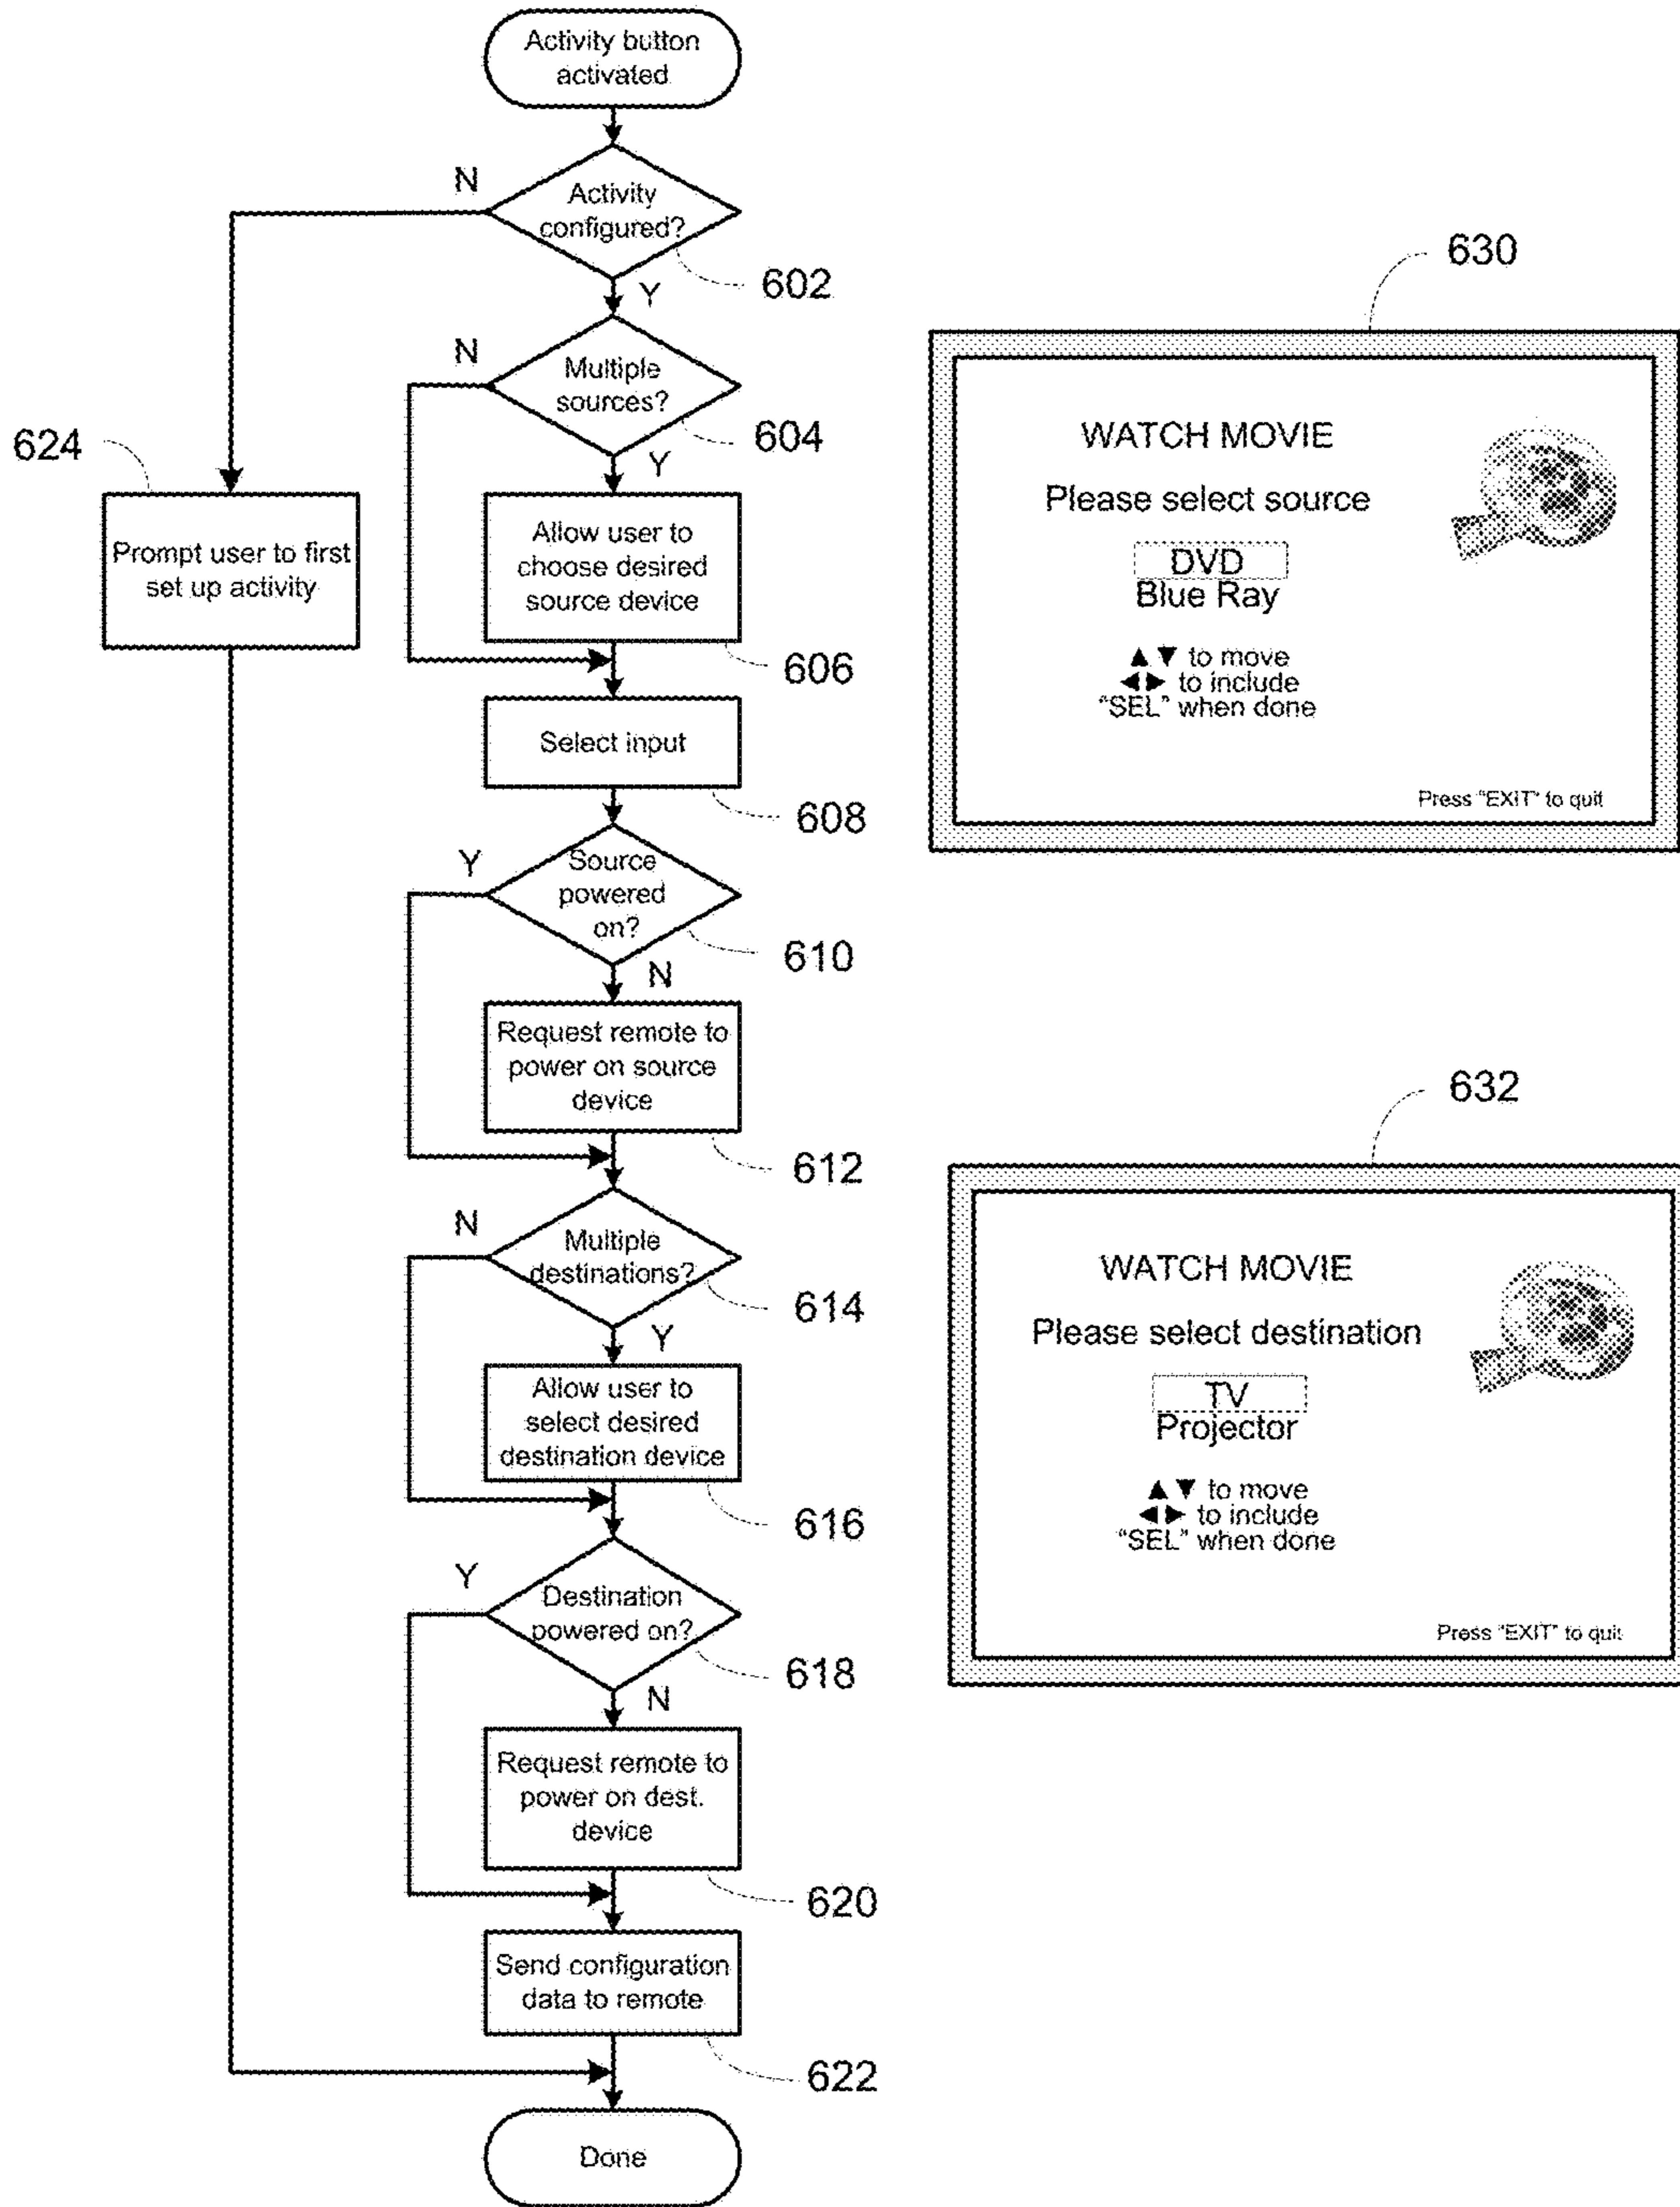 Activity button
activated
N
Activity
configured?
602
Y
N
Multiple
sources?
604
Y
624
Prompt user to first
set up activity
Allow user to
choose desired
source device
606
Select input
608
Y
Source
powered
on?
610
N
Request remote to
power on source
device
612
N
Multiple
destinations?
614
Y
Allow user to
select desired
destination device
616
Y
Destination
powered on?
618
N
Request remote to
power on dest.
device
620
Send configuration
data to remote
622
Done
630
WATCH MOVIE
Please select source
DVD
Blue Ray
▲ ▼ to move
◀ ▶ to include
“SEL” when done
Press “EXIT” to quit
632
WATCH MOVIE
Please select destination
TV
Projector
▲ ▼ to move
◀ ▶ to include
“SEL” when done
Press “EXIT” to quit